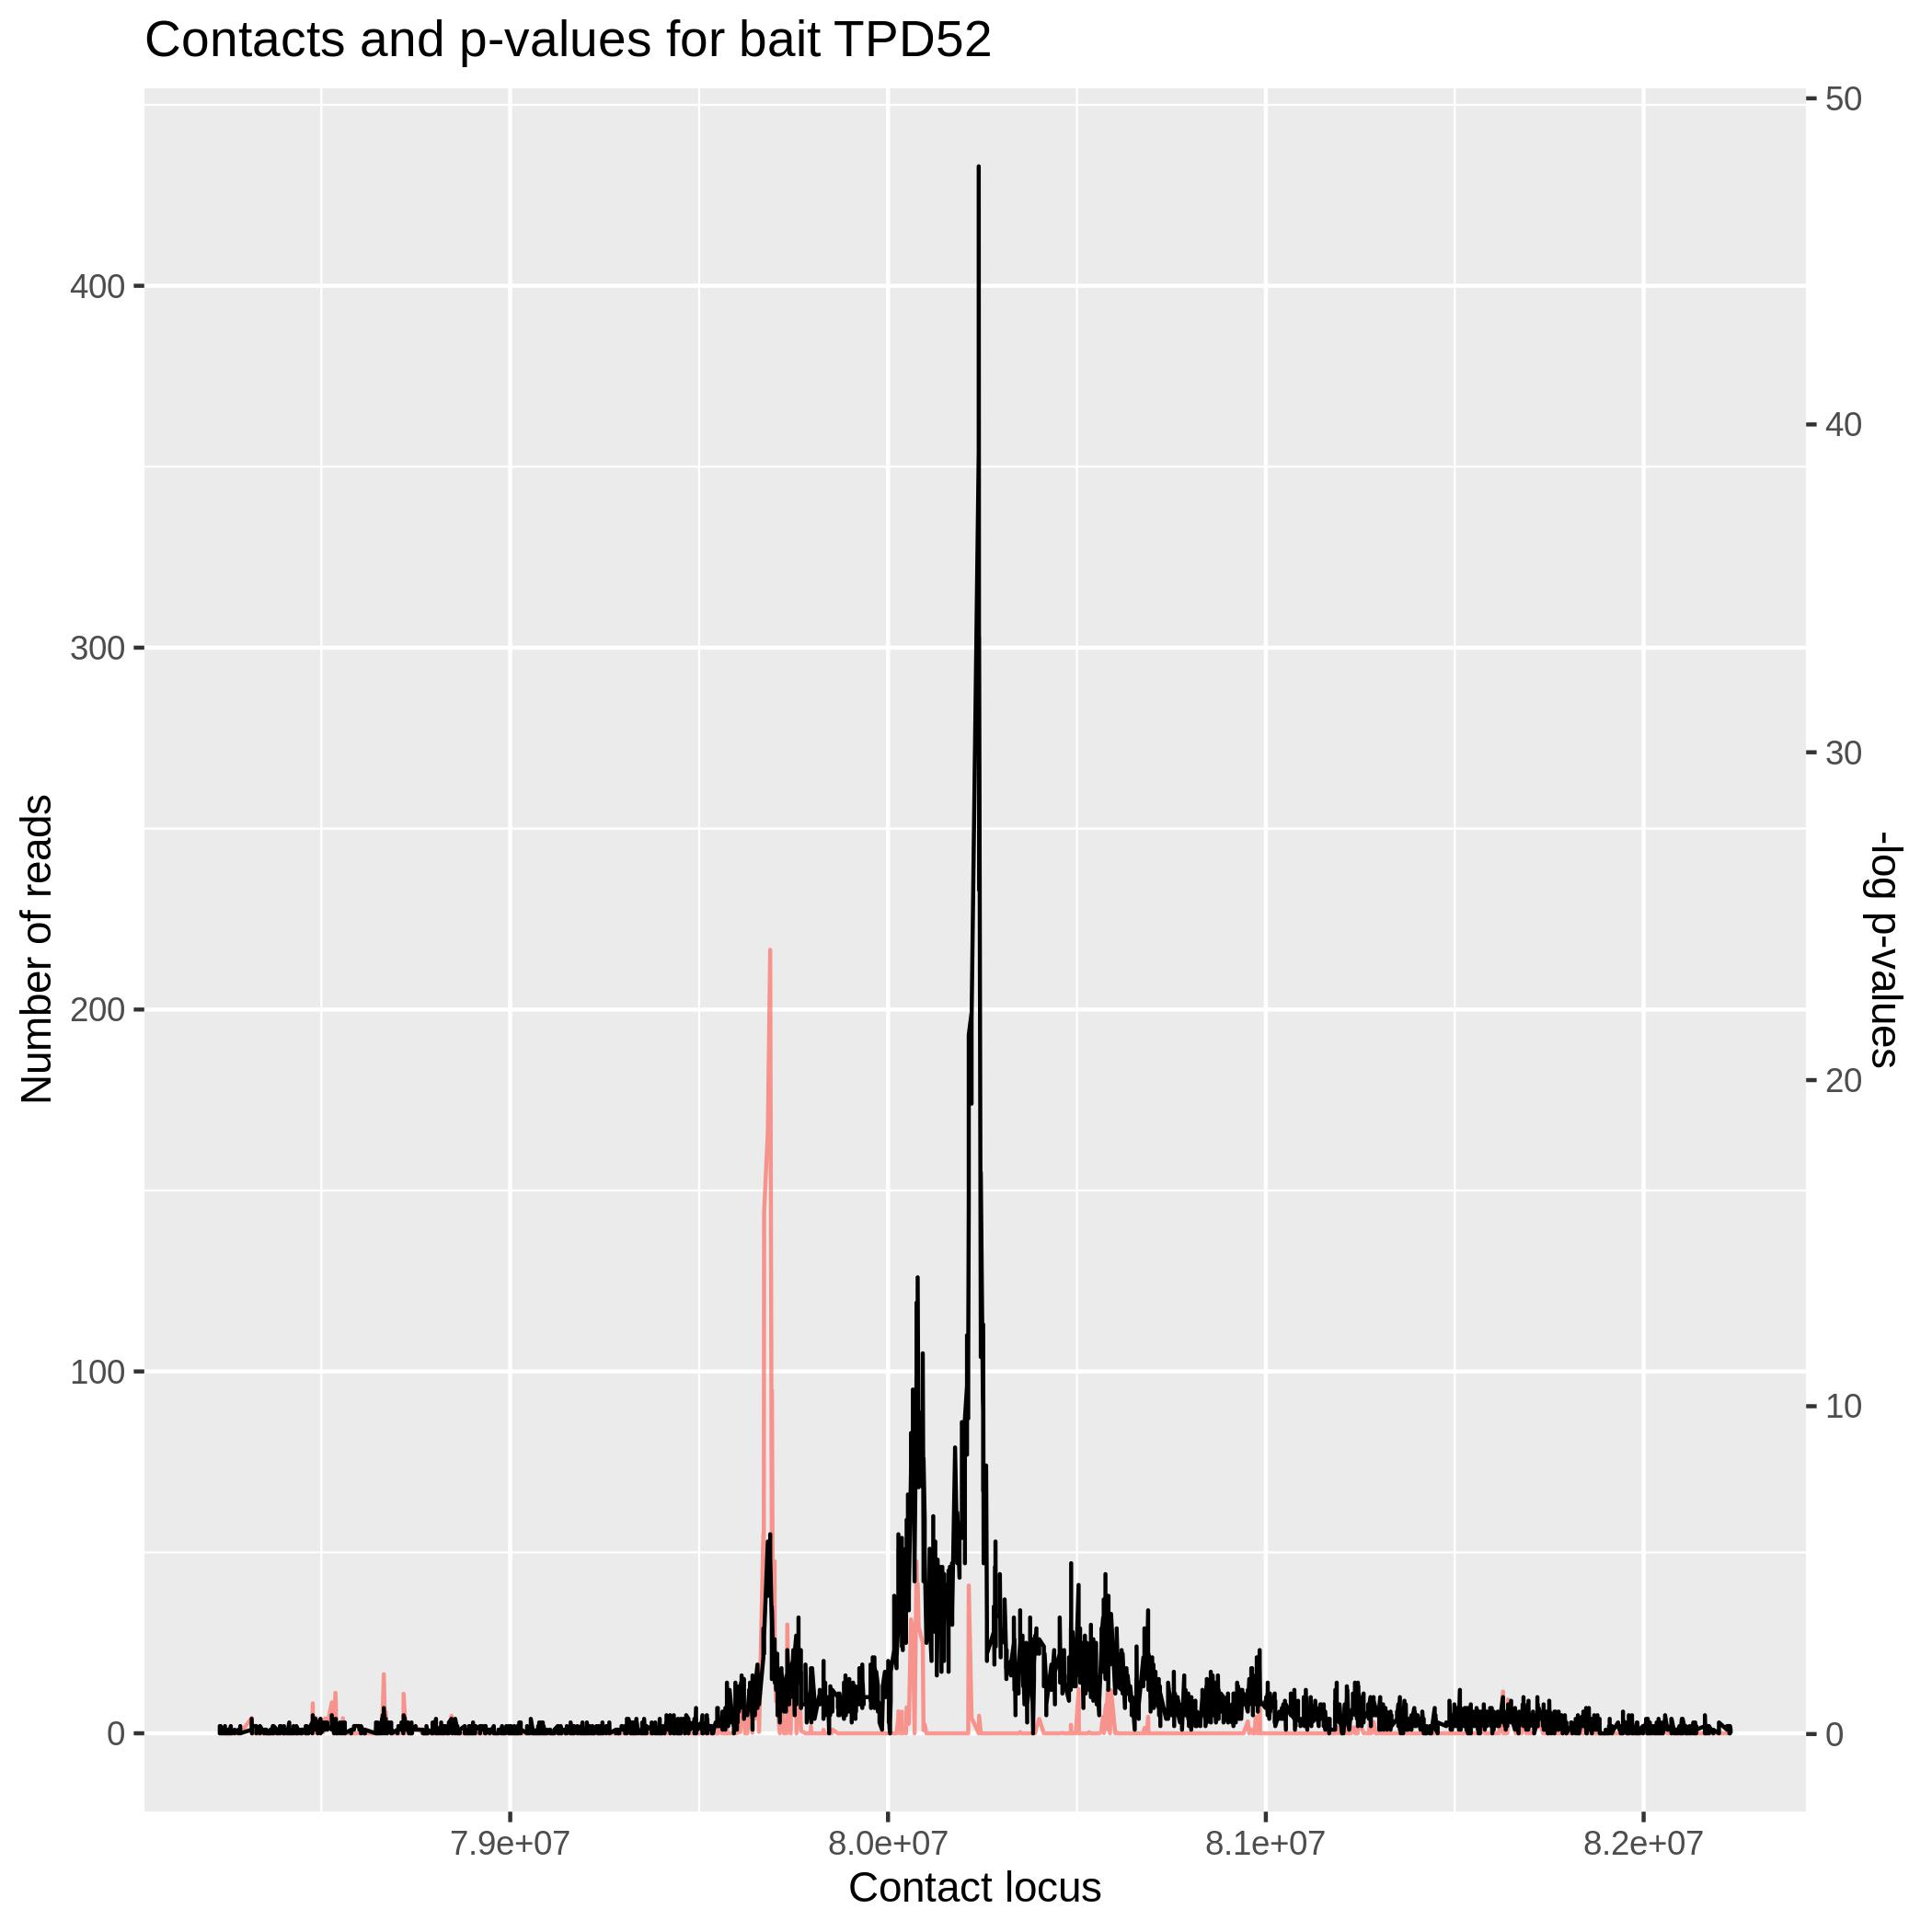 Contacts and p-values for bait TPD52
Number of reads
400
300
200
100
0
50
40
30
20
10
0
-log p-values
7.9e+07 8.0e+07 8.1e+07 8.2e+07
Contact locus